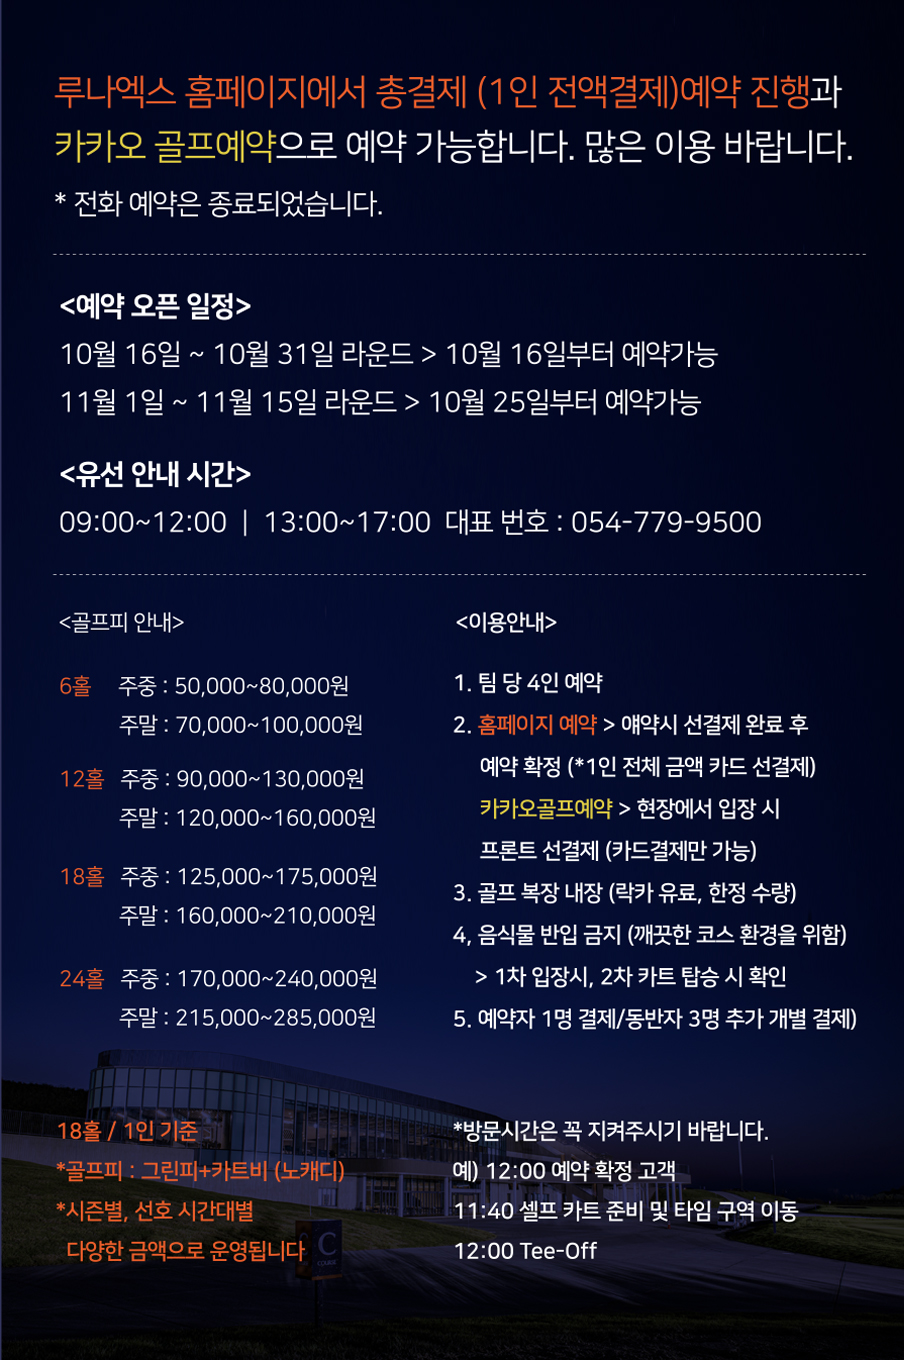 루나엑스 홈페이지에서 총결제 (1인 전액결제)예약 진행과
카카오 골프예약으로 예약 가능합니다. 많은 이용 바랍니다.
* 전화 예약은 종료되었습니다.
<예약 오픈 일정>
10월 16일 ~ 10월 31일 라운드 > 10월 16일부터 예약가능
11월 1일 ~ 11월 15일 라운드 > 10월 25일부터 예약가능
<유선 안내 시간>
09:00~12:00 | 13:00~17:00 대표 번호 : 054-779-9500
<골프피 안내>
6홀 주중 : 50,000~80,000원
주말 : 70,000~100,000원
12홀 주중 : 90,000~130,000원
주말 : 120,000~160,000원
18홀 주중 : 125,000~175,000원
주말 : 160,000~210,000원
24홀 주중 : 170,000~240,000원
주말 : 215,000~285,000원
18홀 / 1인 기준
*골프피 : 그린피+카트비 (노캐디)
*시즌별, 선호 시간대별
다양한 금액으로 운영됩니다
<이용안내>
1. 팀 당 4인 예약
2. 홈페이지 예약 > 얘약시 선결제 완료 후
예약 확정 (*1인 전체 금액 카드 선결제)
카카오골프예약 > 현장에서 입장 시
프론트 선결제 (카드결제만 가능)
3. 골프 복장 내장 (락카 유료, 한정 수량)
4, 음식물 반입 금지 (깨끗한 코스 환경을 위함)
> 1차 입장시, 2차 카트 탑승 시 확인
5. 예약자 1명 결제/동반자 3명 추가 개별 결제)
*방문시간은 꼭 지켜주시기 바랍니다.
예) 12:00 예약 확정 고객
11:40 셀프 카트 준비 및 타임 구역 이동
12:00 Tee-Off
C
COURSE